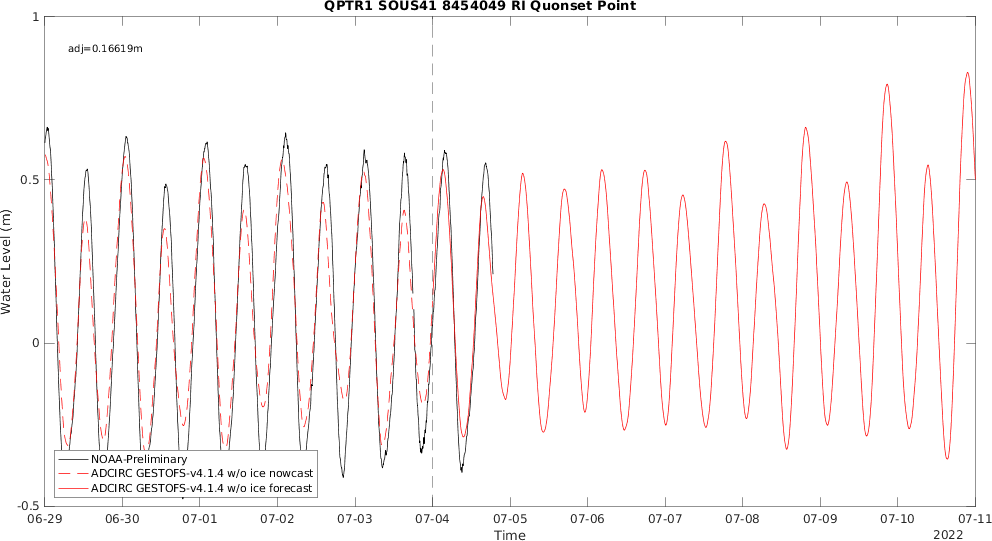 QPTR1 SOUS41 8454049 RI Quonset Point
adj=0.16619m
1
0.5
0
-0.5
Water Level (m)
NOAA-Preliminary
ADCIRC GESTOFS-v4.1.4 w/o ice nowcast
ADCIRC GESTOFS-v4.1.4 w/o ice forecast
06-29 06-30 07-01 07-02 07-03 07-04 07-05 07-06 07-07 07-08 07-09 07-10 07-11
Time
2022